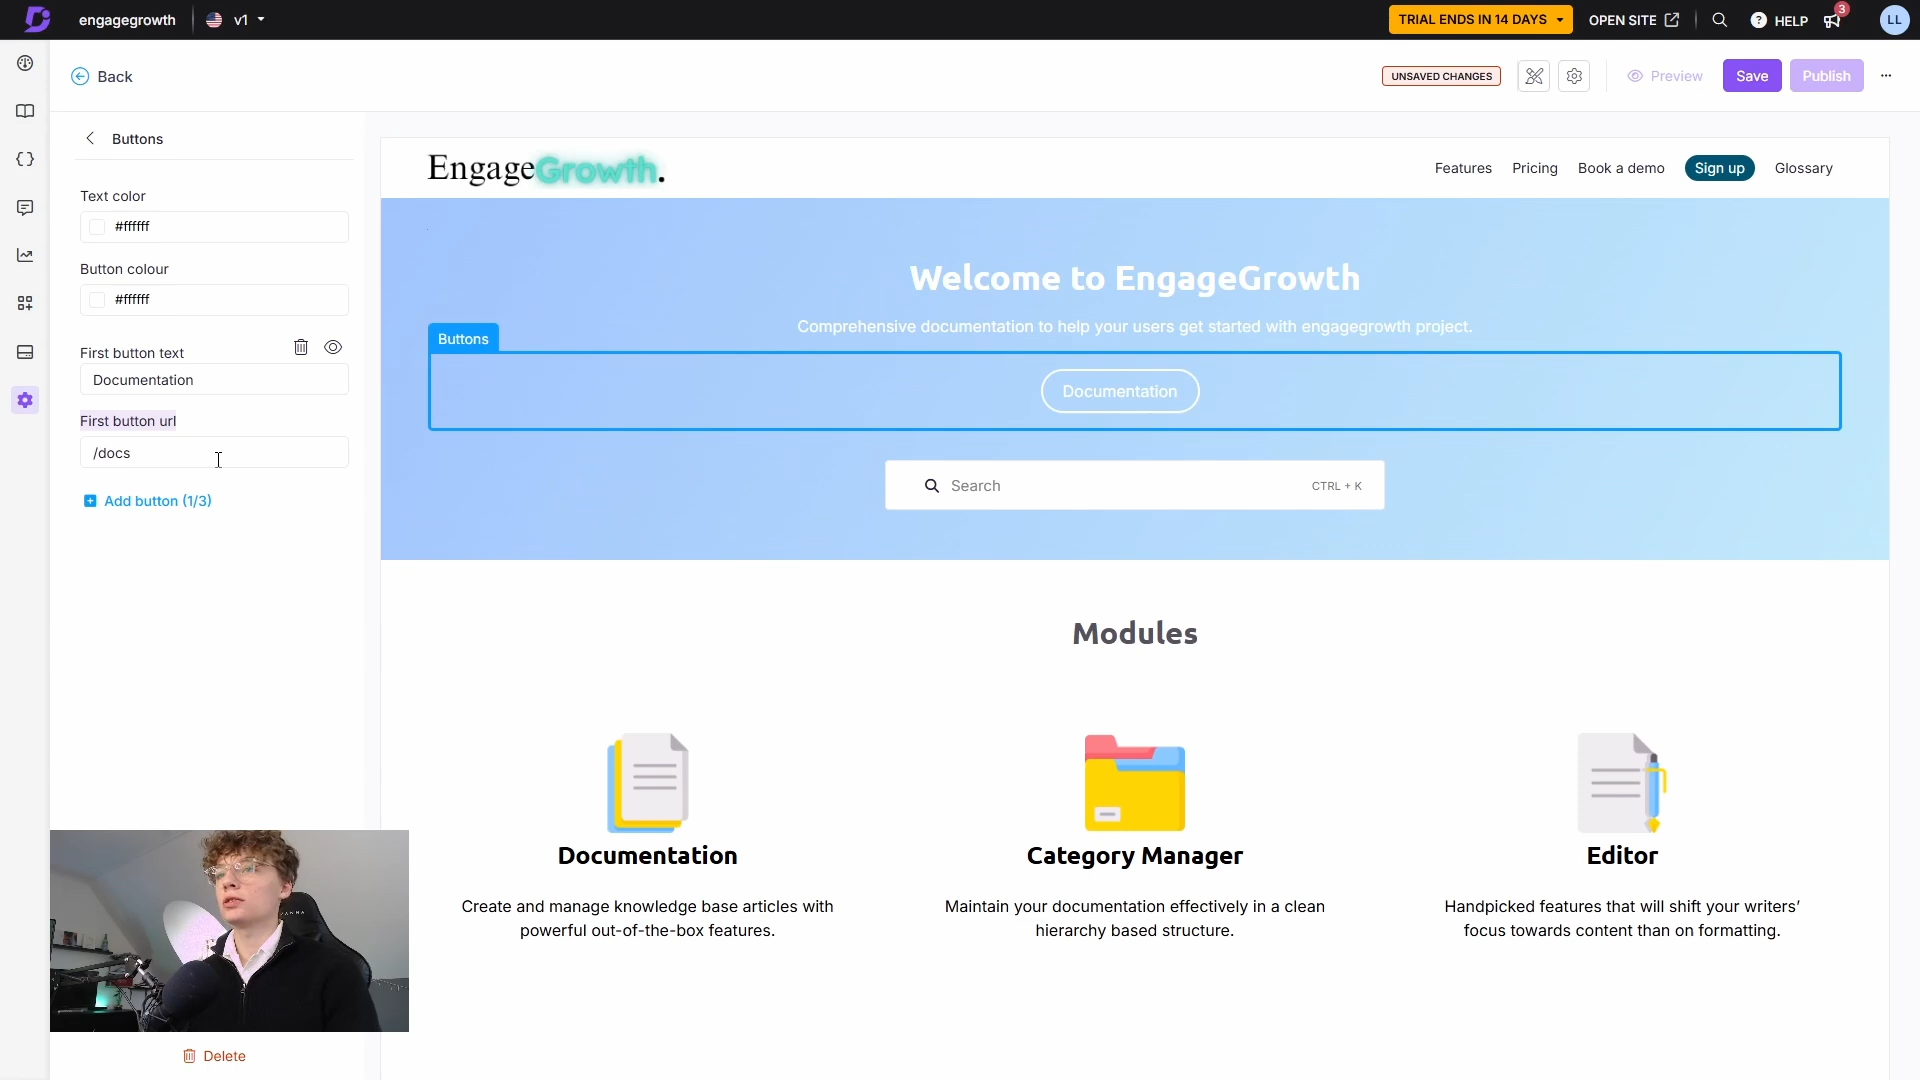 engagegrowth
v1
TRIAL ENDS IN 14 DAYS
OPEN SITE
HELP
3
LL
Back
UNSAVED CHANGES
Preview
Save
Publish
Buttons
Text color
#ffffff
Button colour
#ffffff
First button text
Documentation
First button url
/docs
Add button (1/3)
Delete
EngageGrowth.
Features
Pricing
Book a demo
Sign up
Glossary
Welcome to EngageGrowth
Comprehensive documentation to help your users get started with engagegrowth project.
Buttons
Documentation
Search
CTRL + K
Modules
Documentation
Create and manage knowledge base articles with
powerful out-of-the-box features.
Category Manager
Maintain your documentation effectively in a clean
hierarchy based structure.
Editor
Handpicked features that will shift your writers’
focus towards content than on formatting.